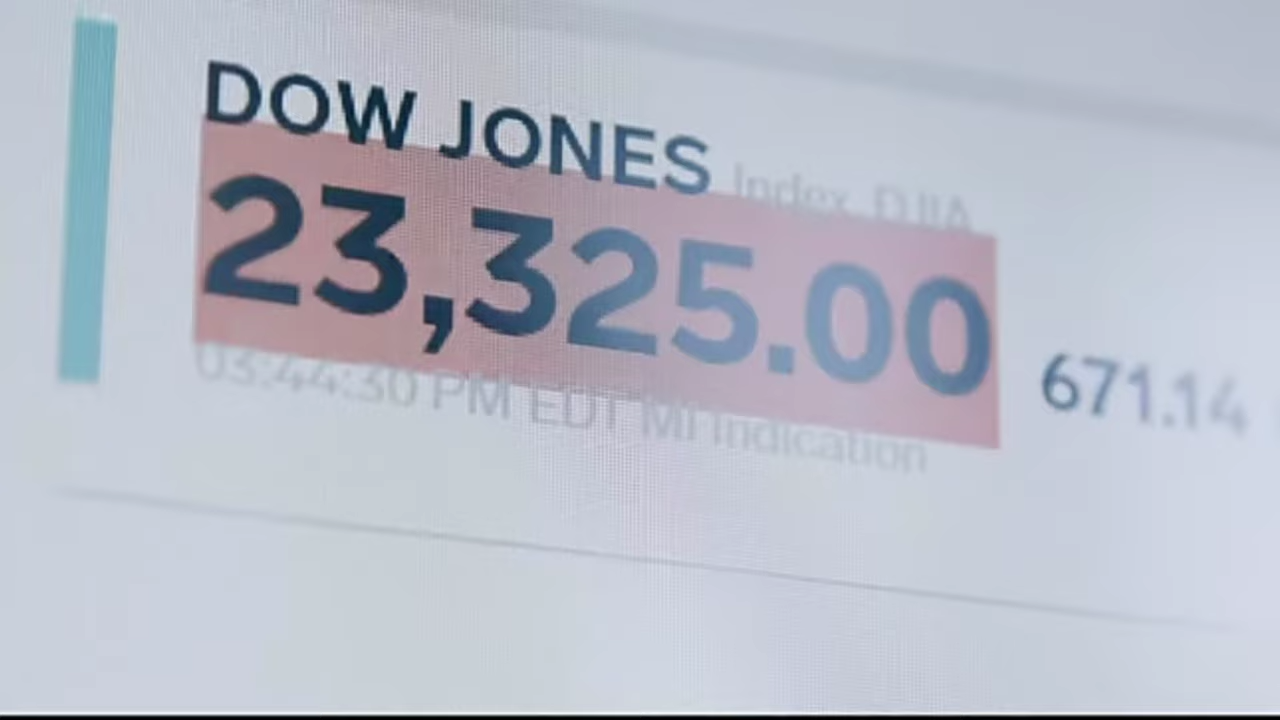 DOW JONES Index, DJIA
23,325.00 671.14
03:44:30 PM EDT MI Indication